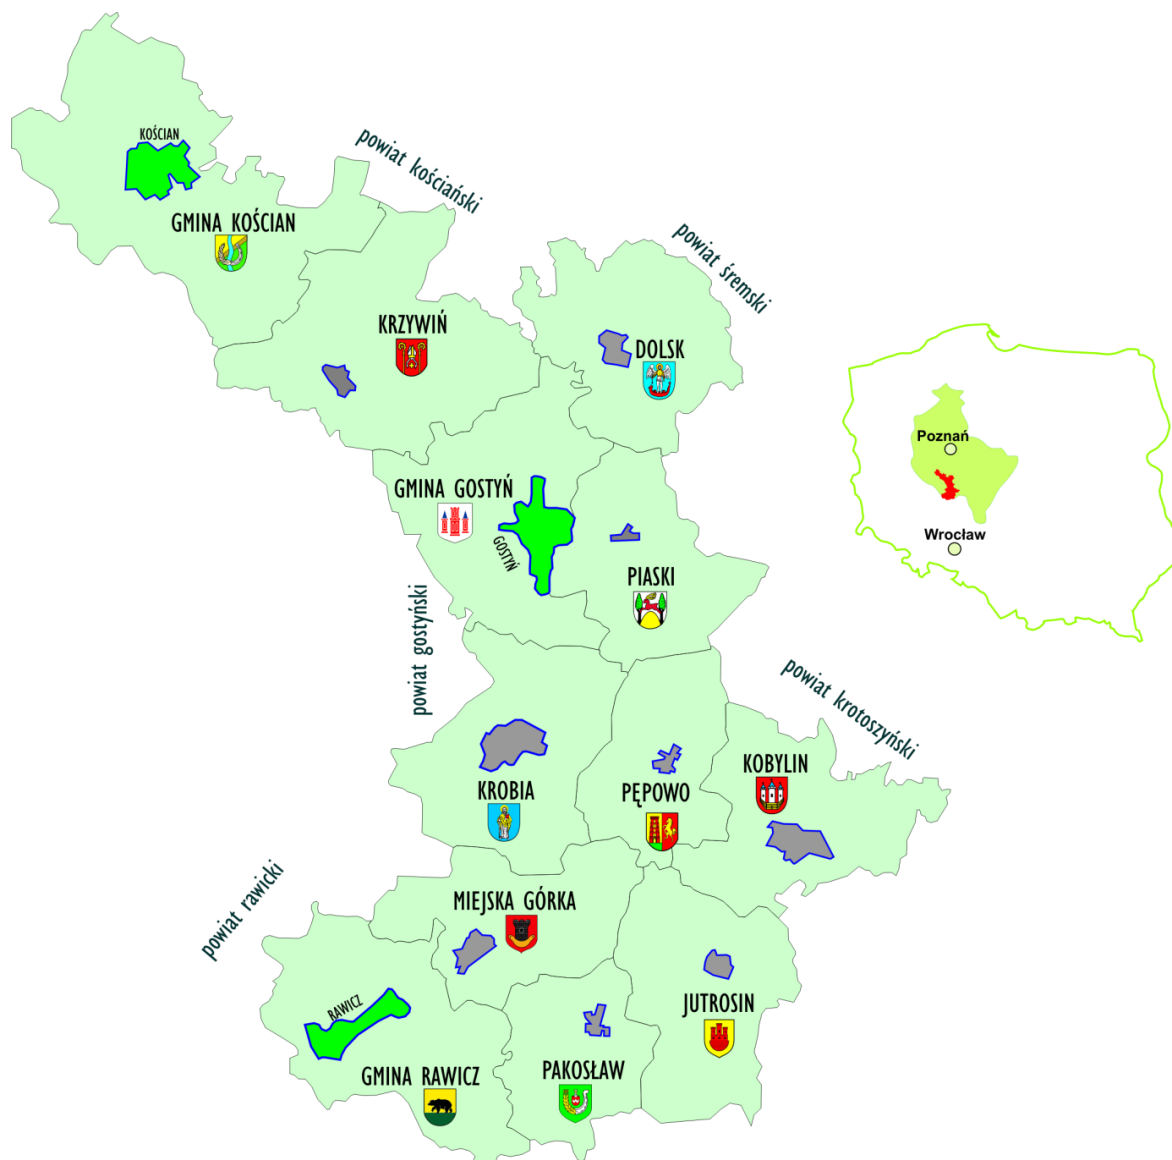 KOŚCIAN
powiat kościański
GMINA KOŚCIAN
powiat śremski
KRZYWIŃ
DOLSK
Poznań
GMINA GOSTYŃ
GOSTYŃ
Wrocław
PIASKI
powiat gostyński
powiat krotoszyński
KOBYLIN
KROBIA
PĘPOWO
powiat rawicki
MIEJSKA GÓRKA
RAWICZ
JUTROSIN
GMINA RAWICZ
PAKOSŁAW